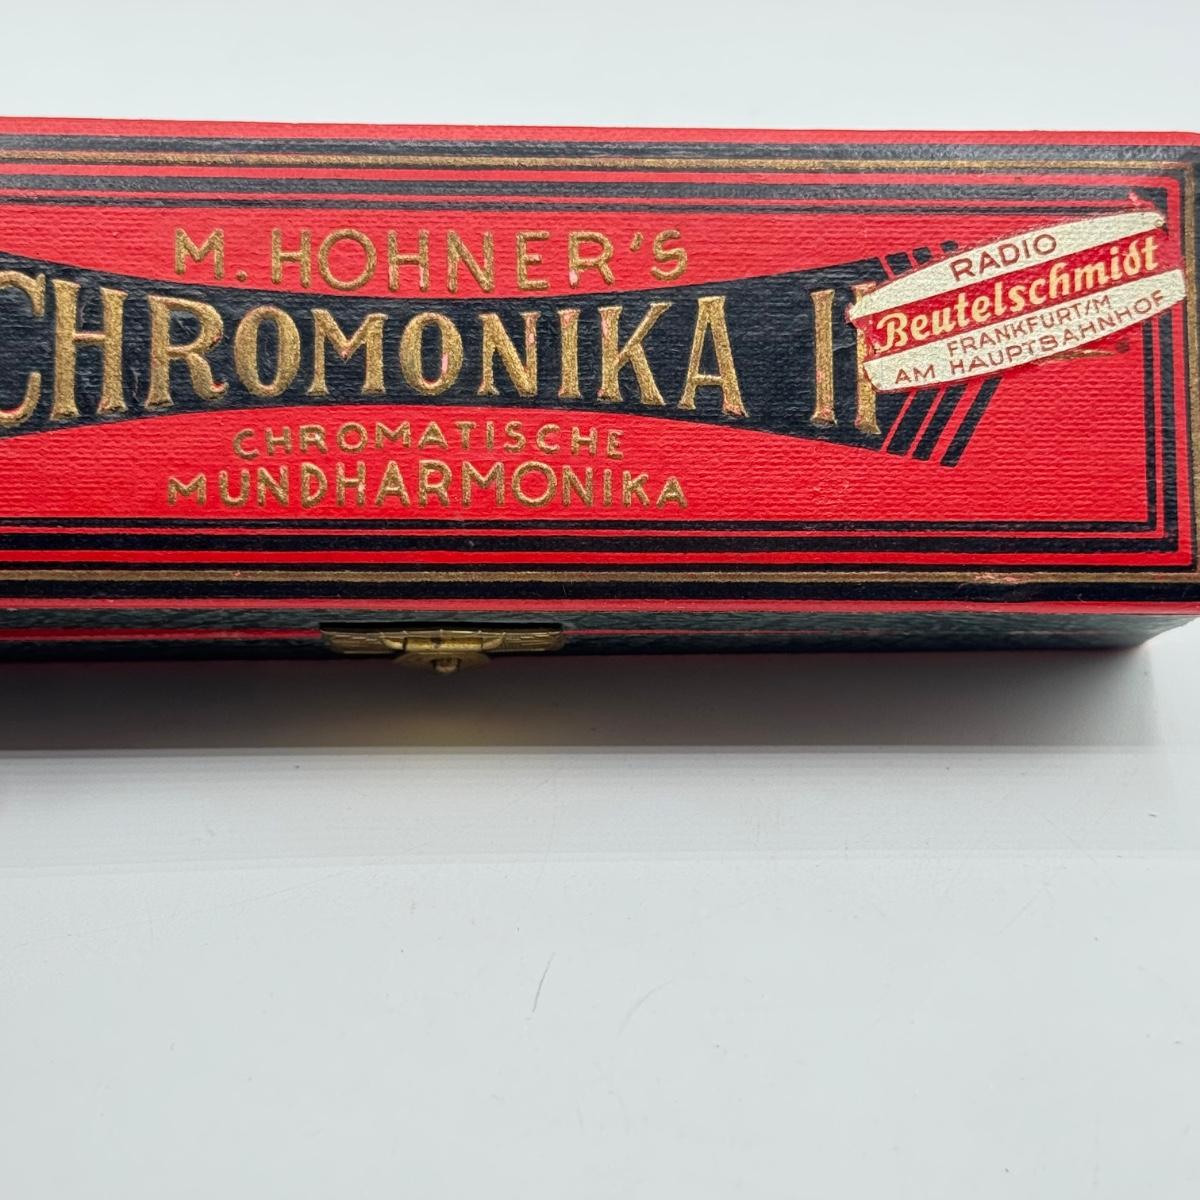 M. HOHNER'S
CHROMONIKA II
CHROMATISCHE
MUNDHARMONIKA
RADIO
Beutelschmidt
FRANKFURT/M
AM HAUPTBAHNHOF